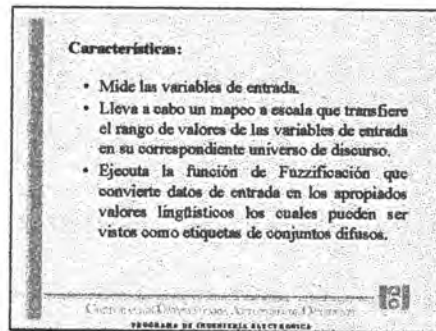 Características:
• Mide las variables de entrada.
• Lleva a cabo un mapeo a escala que transfiere
el rango de valores de las variables de entrada
en su correspondiente universo de discurso.
• Ejecuta la función de Fuzzificación que
convierte datos de entrada en los apropiados
valores lingüísticos los cuales pueden ser
vistos como etiquetas de conjuntos difusos.
PROGRAMA DE INGENIERÍA ELECTRÓNICA